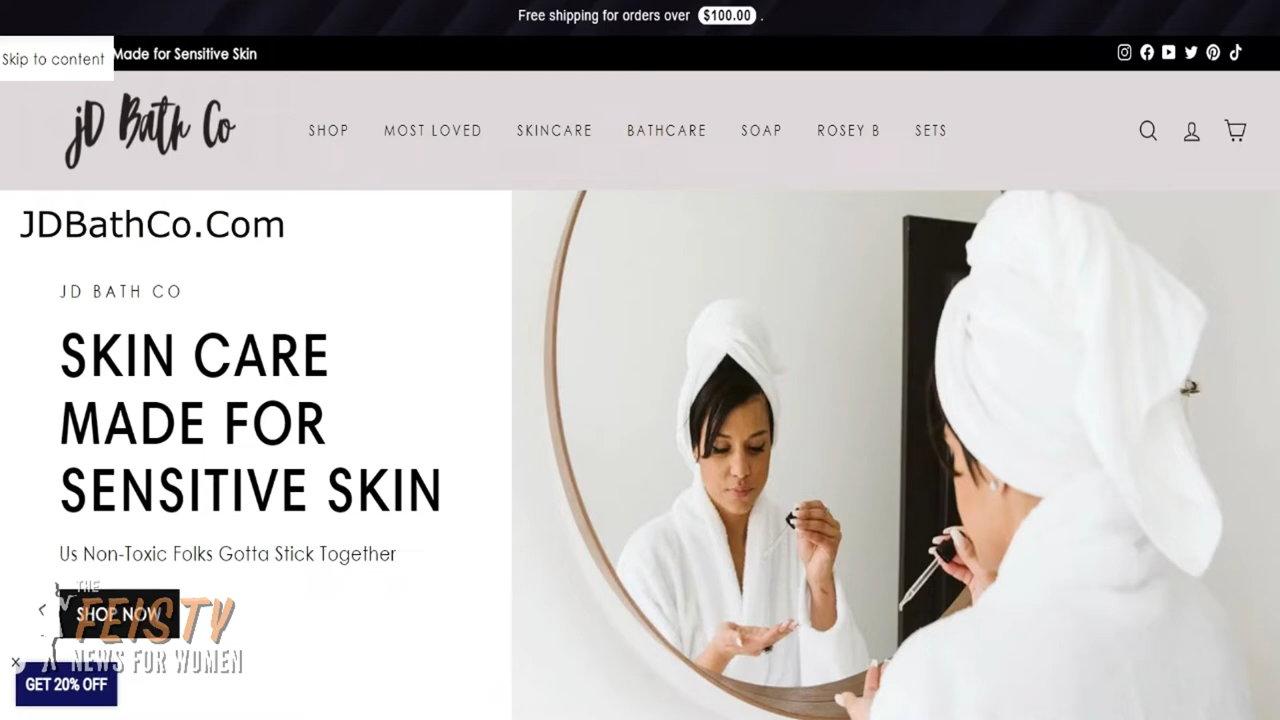 Free shipping for orders over $100.00 .
Made for Sensitive Skin
Skip to content
jD Bath Co
SHOP MOST LOVED SKINCARE BATHCARE SOAP ROSEY B SETS
JDBathCo.Com
JD BATH CO
SKIN CARE
MADE FOR
SENSITIVE SKIN
Us Non-Toxic Folks Gotta Stick Together
SHOP NOW
THE
FEISTY
NEWS FOR WOMEN
GET 20% OFF